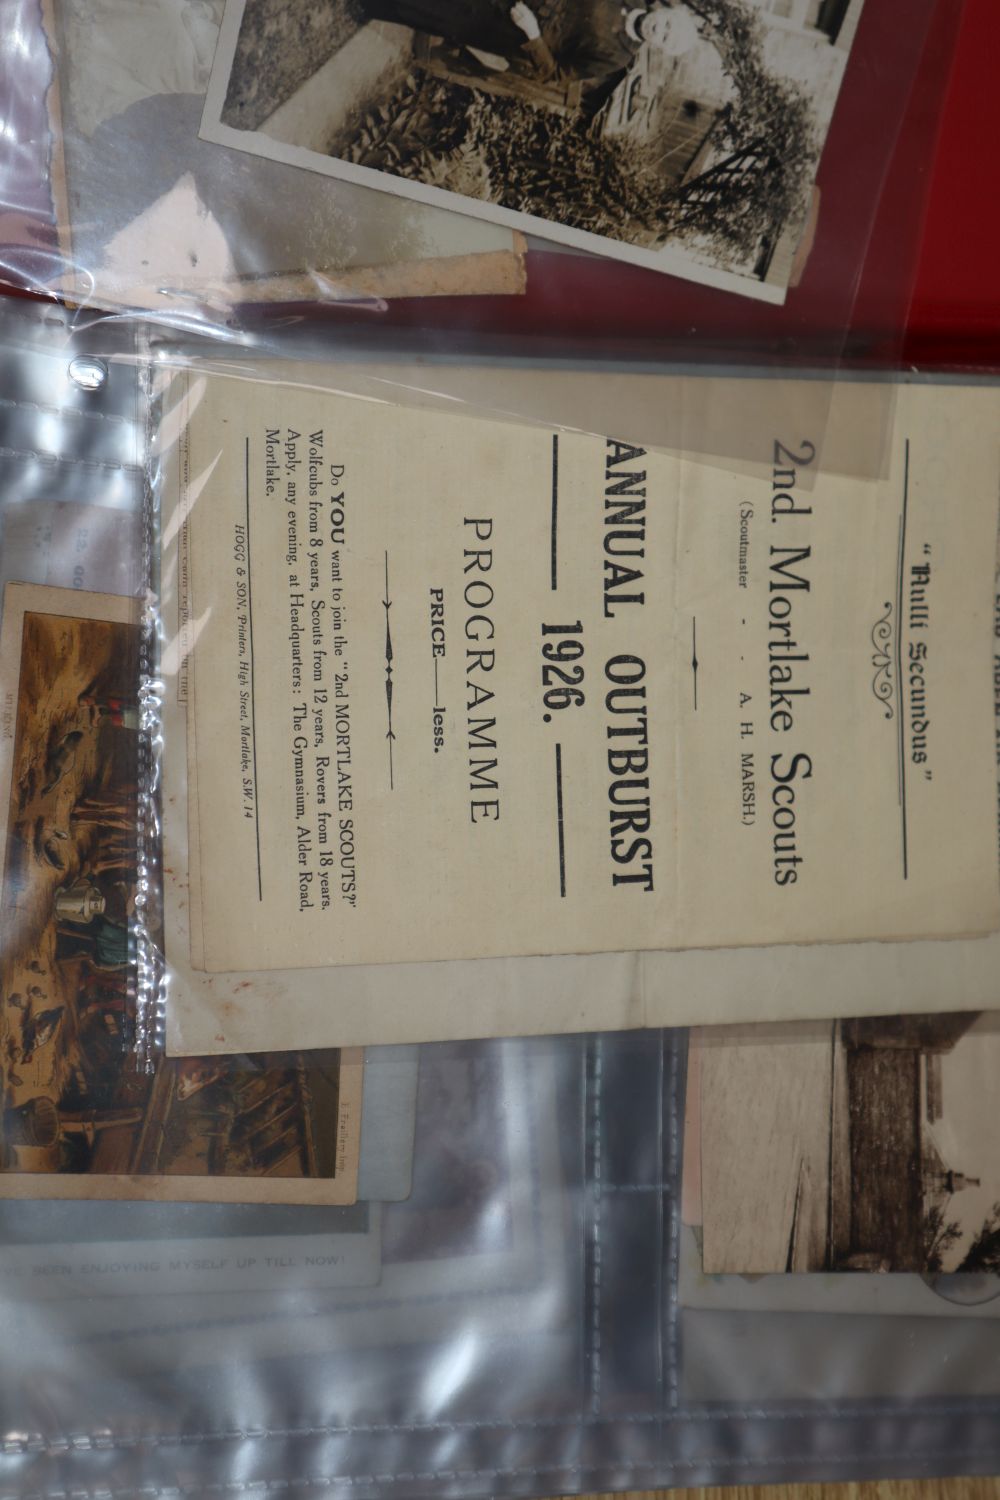 "Nulli Secundus"
2nd. Mortlake Scouts
(Scoutmaster - - A. H. MARSH.)
ANNUAL OUTBURST
1926.
PROGRAMME
PRICE——less.
Do YOU want to join the "2nd MORTLAKE SCOUTS?"
Wolfcubs from 8 years, Scouts from 12 years, Rovers from 18 years.
Apply, any evening, at Headquarters: The Gymnasium, Alder Road,
Mortlake.
HOGG & SON, Printers, High Street, Mortlake, S.W. 14
BEEN ENJOYING MYSELF UP TILL NOW!